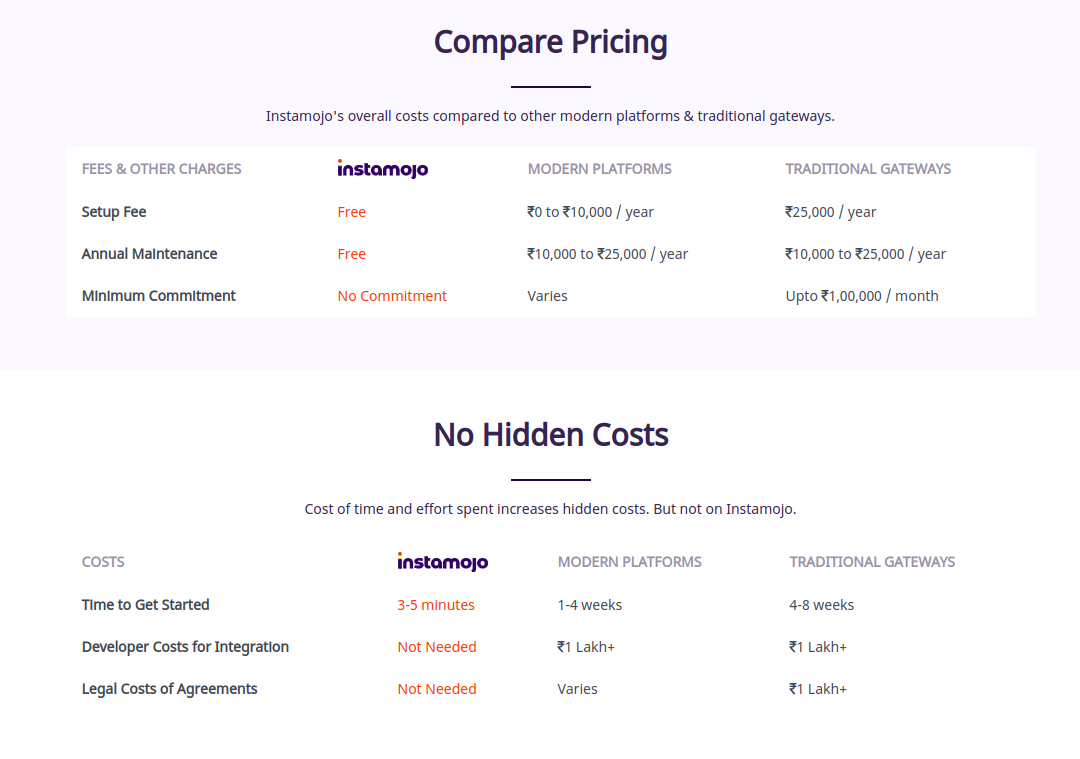 Compare Pricing
Instamojo's overall costs compared to other modern platforms & traditional gateways.
FEES & OTHER CHARGES instamojo MODERN PLATFORMS TRADITIONAL GATEWAYS
Setup Fee Free ₹0 to ₹10,000 / year ₹25,000 / year
Annual Maintenance Free ₹10,000 to ₹25,000 / year ₹10,000 to ₹25,000 / year
Minimum Commitment No Commitment Varies Upto ₹1,00,000 / month
No Hidden Costs
Cost of time and effort spent increases hidden costs. But not on Instamojo.
COSTS instamojo MODERN PLATFORMS TRADITIONAL GATEWAYS
Time to Get Started 3-5 minutes 1-4 weeks 4-8 weeks
Developer Costs for Integration Not Needed ₹1 Lakh+ ₹1 Lakh+
Legal Costs of Agreements Not Needed Varies ₹1 Lakh+